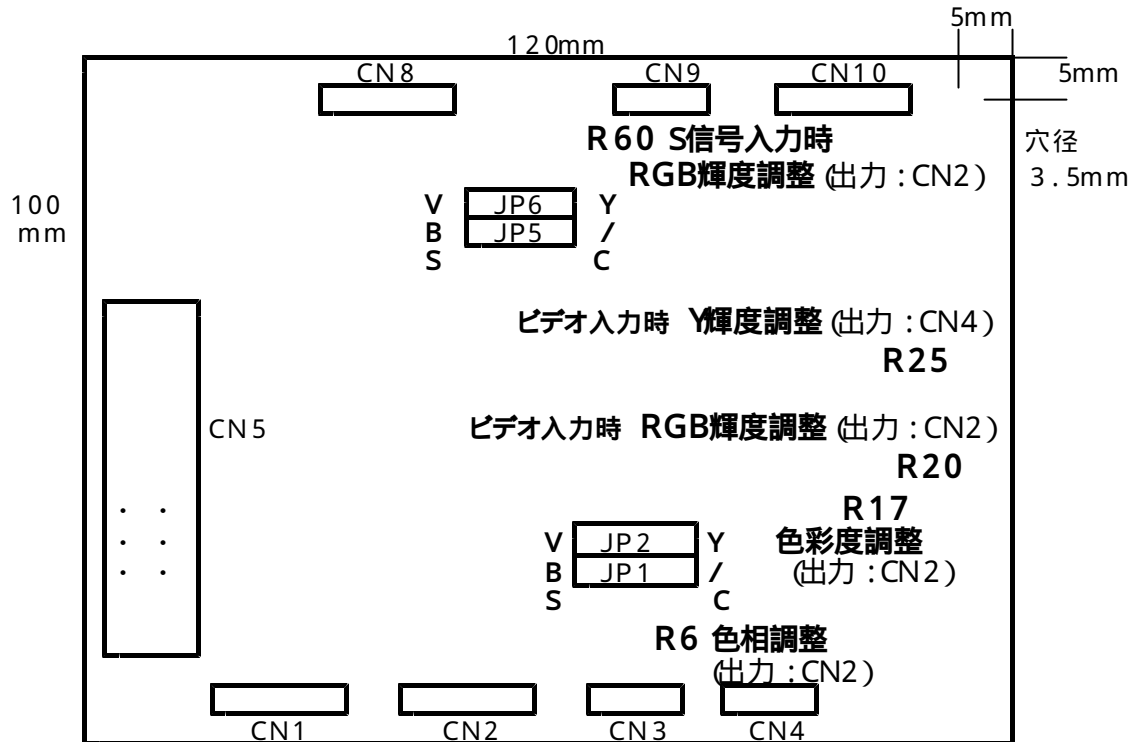 5mm
120mm
CN8 CN9 CN10 5mm
R60 S信号入力時 穴径
RGB輝度調整(出力:CN2) 3.5mm
100
mm
V JP6 Y
B JP5 /
S C
ビデオ入力時 Y輝度調整(出力:CN4)
R25
CN5
ビデオ入力時 RGB輝度調整(出力:CN2)
R20
R17
V JP2 Y 色彩度調整
B JP1 / (出力:CN2)
S C
R6 色相調整
(出力:CN2)
CN1 CN2 CN3 CN4